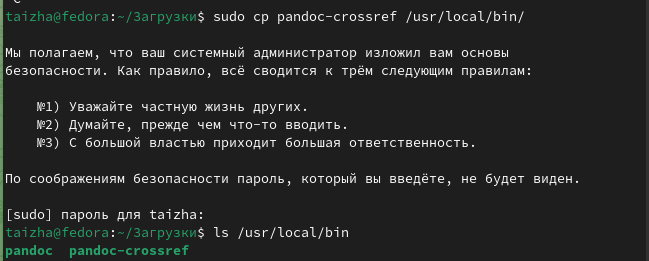 taizha@fedora:~/Загрузки$ sudo cp pandoc-crossref /usr/local/bin/
Мы полагаем, что ваш системный администратор изложил вам основы
безопасности. Как правило, всё сводится к трём следующим правилам:
№1) Уважайте частную жизнь других.
№2) Думайте, прежде чем что-то вводить.
№3) С большой властью приходит большая ответственность.
По соображениям безопасности пароль, который вы введёте, не будет виден.
[sudo] пароль для taizha:
taizha@fedora:~/Загрузки$ ls /usr/local/bin
pandoc  pandoc-crossref